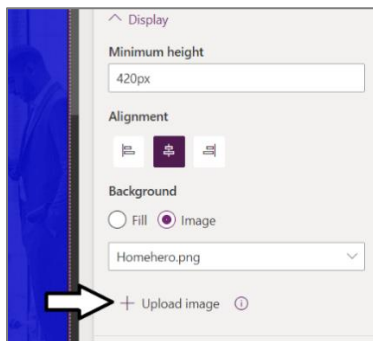 Display
Minimum height
420px
Alignment
Background
Fill Image
Homehero.png
Upload image